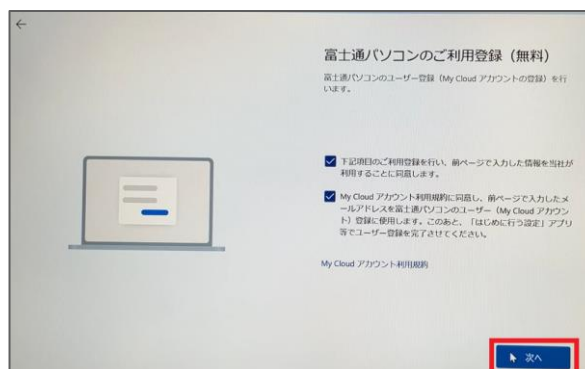 富士通パソコンのご利用登録（無料）
富士通パソコンのユーザー登録（My Cloud アカウントの登録）を行
います。
下記項目のご利用登録を行い、前ページで入力した情報を当社が
利用することに同意します。
My Cloud アカウント利用規約に同意し、前ページで入力したメ
ールアドレスを富士通パソコンのユーザー（My Cloud アカウン
ト）登録に使用します。このあと、「はじめに行う設定」アプリ
等でユーザー登録を完了させてください。
My Cloud アカウント利用規約
次へ